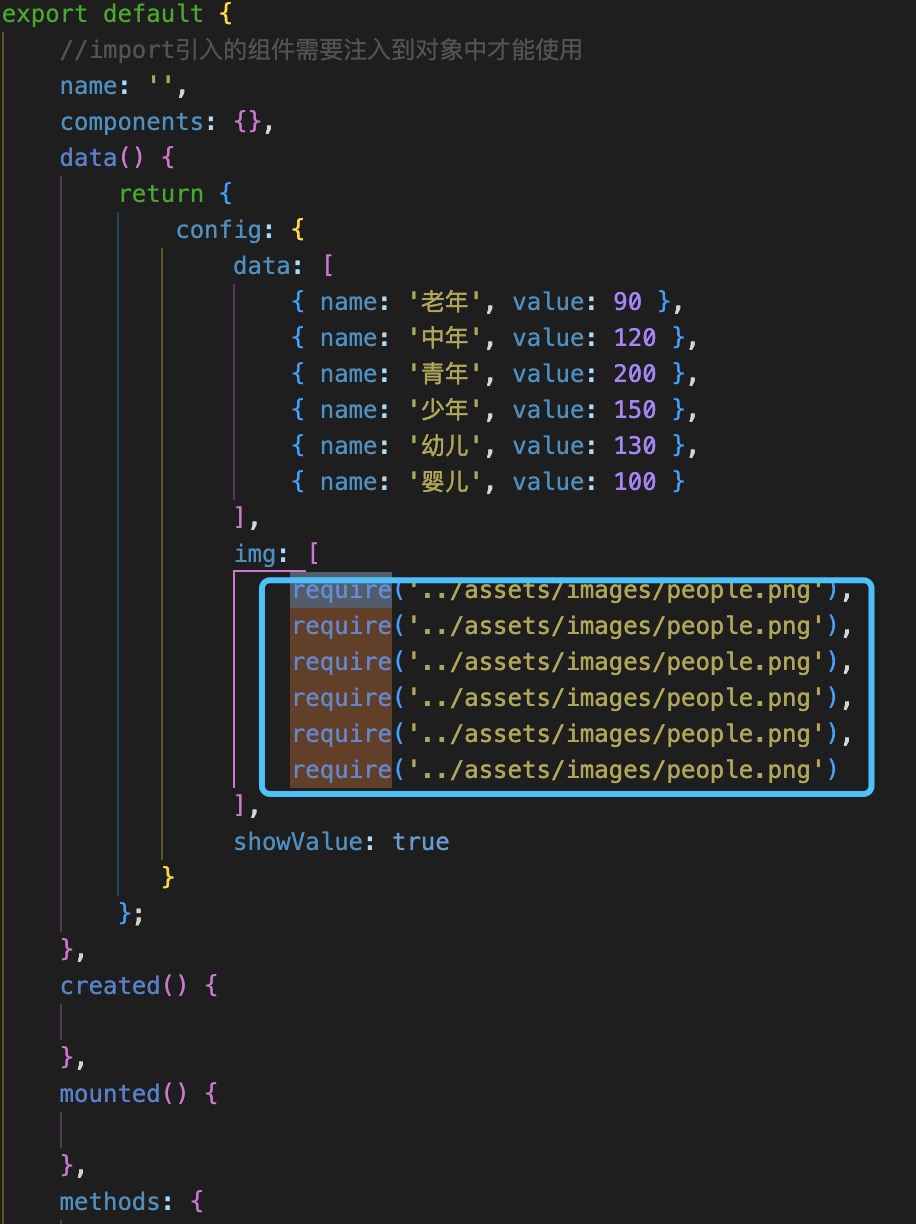 export default {
//import引入的组件需要注入到对象中才能使用
name: '',
components: {},
data() {
return {
config: {
data: [
{ name: '老年', value: 90 },
{ name: '中年', value: 120 },
{ name: '青年', value: 200 },
{ name: '少年', value: 150 },
{ name: '幼儿', value: 130 },
{ name: '婴儿', value: 100 }
],
img: [
require('../assets/images/people.png'),
require('../assets/images/people.png'),
require('../assets/images/people.png'),
require('../assets/images/people.png'),
require('../assets/images/people.png'),
require('../assets/images/people.png')
],
showValue: true
}
};
},
created() {
},
mounted() {
},
methods: {